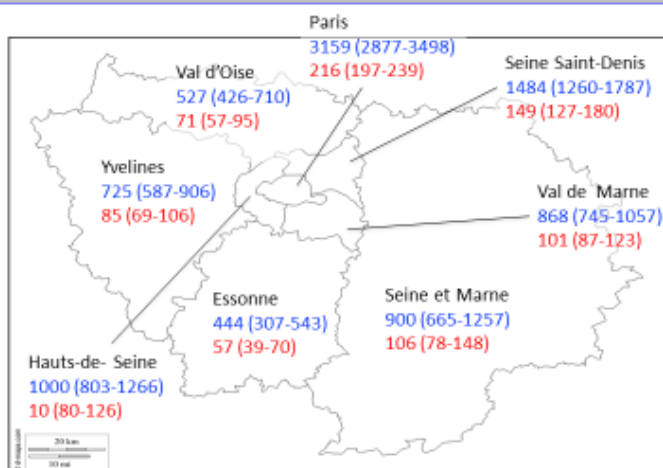 Paris
3159 (2877-3498)
216 (197-239)
Val d'Oise
527 (426-710)
71 (57-95)
Seine Saint-Denis
1484 (1260-1787)
149 (127-180)
Yvelines
725 (587-906)
85 (69-106)
Val de Marne
868 (745-1057)
101 (87-123)
Essonne
444 (307-543)
57 (39-70)
Seine et Marne
900 (665-1257)
106 (78-148)
Hauts-de- Seine
1000 (803-1266)
10 (80-126)
20 km
10 mi